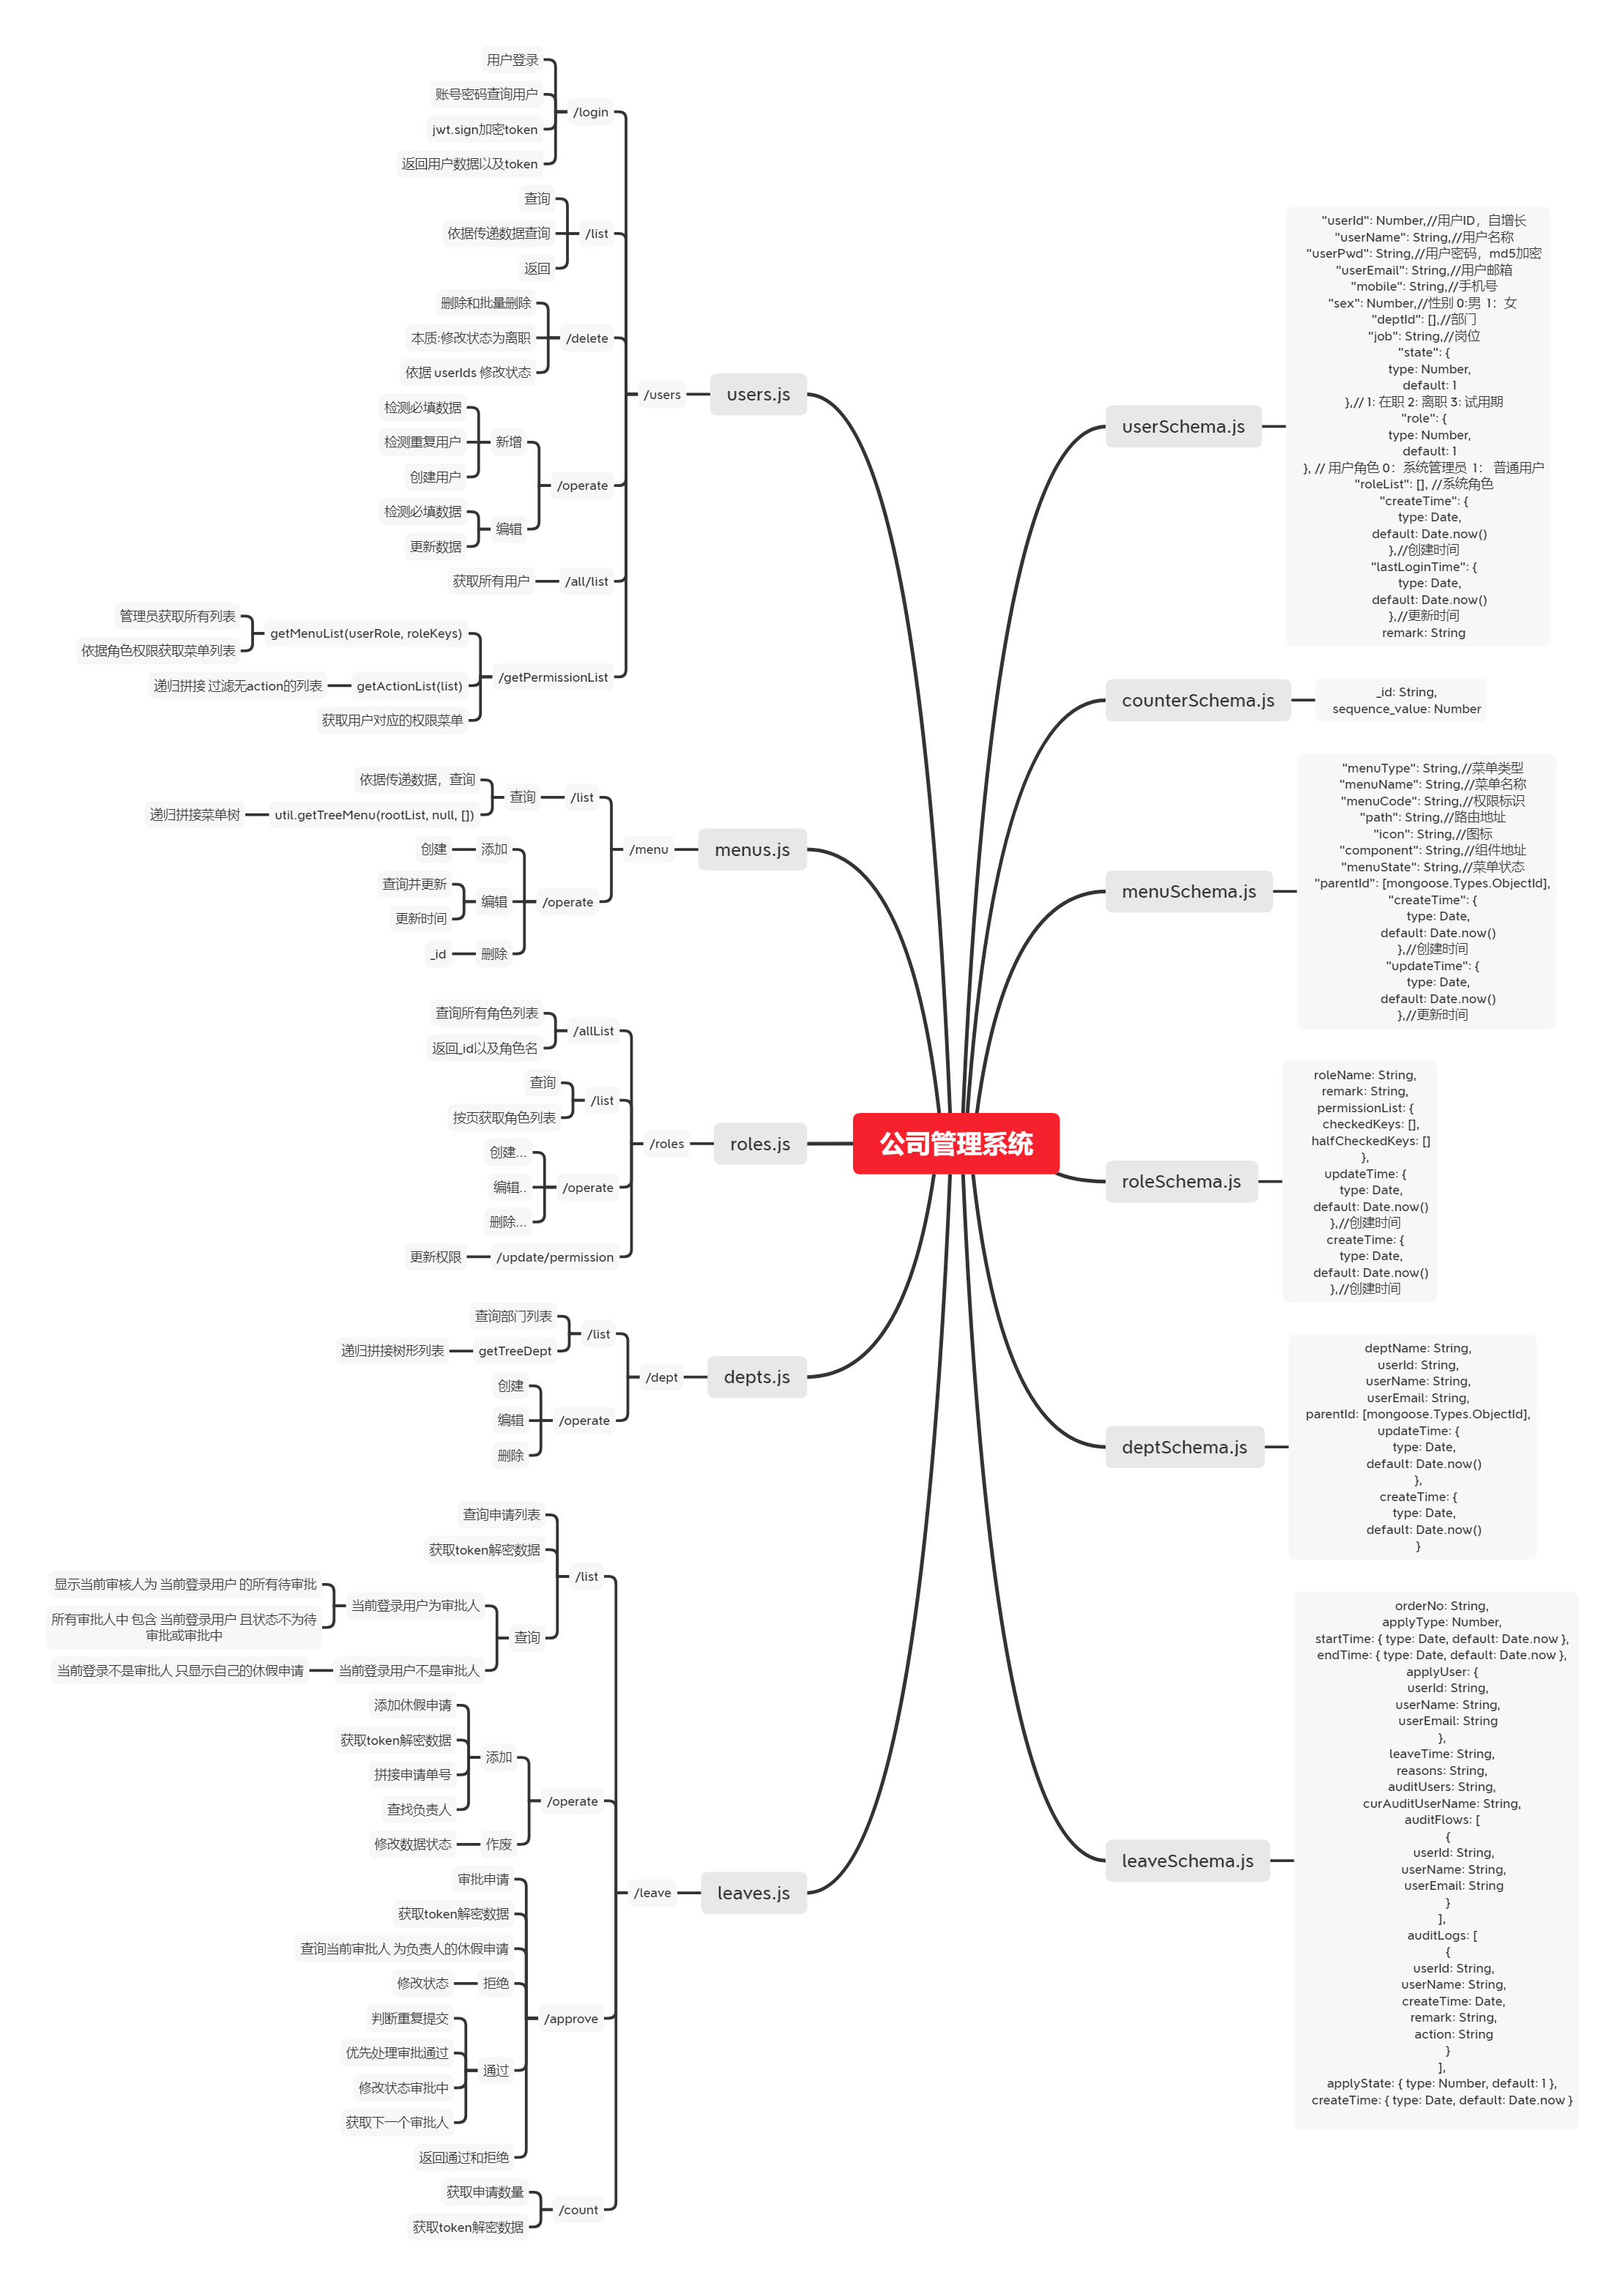 公司管理系统
users.js
/users
/login
用户登录
账号密码查询用户
jwt.sign加密token
返回用户数据以及token
/list
查询
依据传递数据查询
返回
/delete
删除和批量删除
本质:修改状态为离职
依据 userIds 修改状态
/operate
新增
检测必填数据
检测重复用户
创建用户
编辑
检测必填数据
更新数据
/all/list
获取所有用户
/getPermissionList
getMenuList(userRole, roleKeys)
管理员获取所有列表
依据角色权限获取菜单列表
getActionList(list)
递归拼接 过滤无action的列表
获取用户对应的权限菜单
menus.js
/menu
/list
查询
依据传递数据，查询
util.getTreeMenu(rootList, null, [])
递归拼接菜单树
/operate
添加
创建
编辑
查询并更新
更新时间
删除
_id
roles.js
/roles
/allList
查询所有角色列表
返回_id以及角色名
/list
查询
按页获取角色列表
/operate
创建...
编辑..
删除...
/update/permission
更新权限
depts.js
/dept
/list
查询部门列表
getTreeDept
递归拼接树形列表
/operate
创建
编辑
删除
leaves.js
/leave
/list
查询申请列表
获取token解密数据
查询
当前登录用户为审批人
显示当前审核人为 当前登录用户 的所有待审批
所有审批人中 包含 当前登录用户 且状态不为待
审批或审批中
当前登录用户不是审批人
当前登录不是审批人 只显示自己的休假申请
/operate
添加
添加休假申请
获取token解密数据
拼接申请单号
查找负责人
作废
修改数据状态
/approve
审批申请
获取token解密数据
查询当前审批人 为负责人的休假申请
拒绝
修改状态
通过
判断重复提交
优先处理审批通过
修改状态审批中
获取下一个审批人
返回通过和拒绝
/count
获取申请数量
获取token解密数据
userSchema.js
"userId": Number,//用户ID，自增长
"userName": String,//用户名称
"userPwd": String,//用户密码，md5加密
"userEmail": String,//用户邮箱
"mobile": String,//手机号
"sex": Number,//性别 0:男 1：女
"deptId": [],//部门
"job": String,//岗位
"state": {
type: Number,
default: 1
},// 1: 在职 2: 离职 3: 试用期
"role": {
type: Number,
default: 1
}, // 用户角色 0：系统管理员 1： 普通用户
"roleList": [], //系统角色
"createTime": {
type: Date,
default: Date.now()
},//创建时间
"lastLoginTime": {
type: Date,
default: Date.now()
},//更新时间
remark: String
counterSchema.js
_id: String,
sequence_value: Number
menuSchema.js
"menuType": String,//菜单类型
"menuName": String,//菜单名称
"menuCode": String,//权限标识
"path": String,//路由地址
"icon": String,//图标
"component": String,//组件地址
"menuState": String,//菜单状态
"parentId": [mongoose.Types.ObjectId],
"createTime": {
type: Date,
default: Date.now()
},//创建时间
"updateTime": {
type: Date,
default: Date.now()
},//更新时间
roleSchema.js
roleName: String,
remark: String,
permissionList: {
checkedKeys: [],
halfCheckedKeys: []
},
updateTime: {
type: Date,
default: Date.now()
},//创建时间
createTime: {
type: Date,
default: Date.now()
},//创建时间
deptSchema.js
deptName: String,
userId: String,
userName: String,
userEmail: String,
parentId: [mongoose.Types.ObjectId],
updateTime: {
type: Date,
default: Date.now()
},
createTime: {
type: Date,
default: Date.now()
}
leaveSchema.js
orderNo: String,
applyType: Number,
startTime: { type: Date, default: Date.now },
endTime: { type: Date, default: Date.now },
applyUser: {
userId: String,
userName: String,
userEmail: String
},
leaveTime: String,
reasons: String,
auditUsers: String,
curAuditUserName: String,
auditFlows: [
{
userId: String,
userName: String,
userEmail: String
}
],
auditLogs: [
{
userId: String,
userName: String,
createTime: Date,
remark: String,
action: String
}
],
applyState: { type: Number, default: 1 },
createTime: { type: Date, default: Date.now }